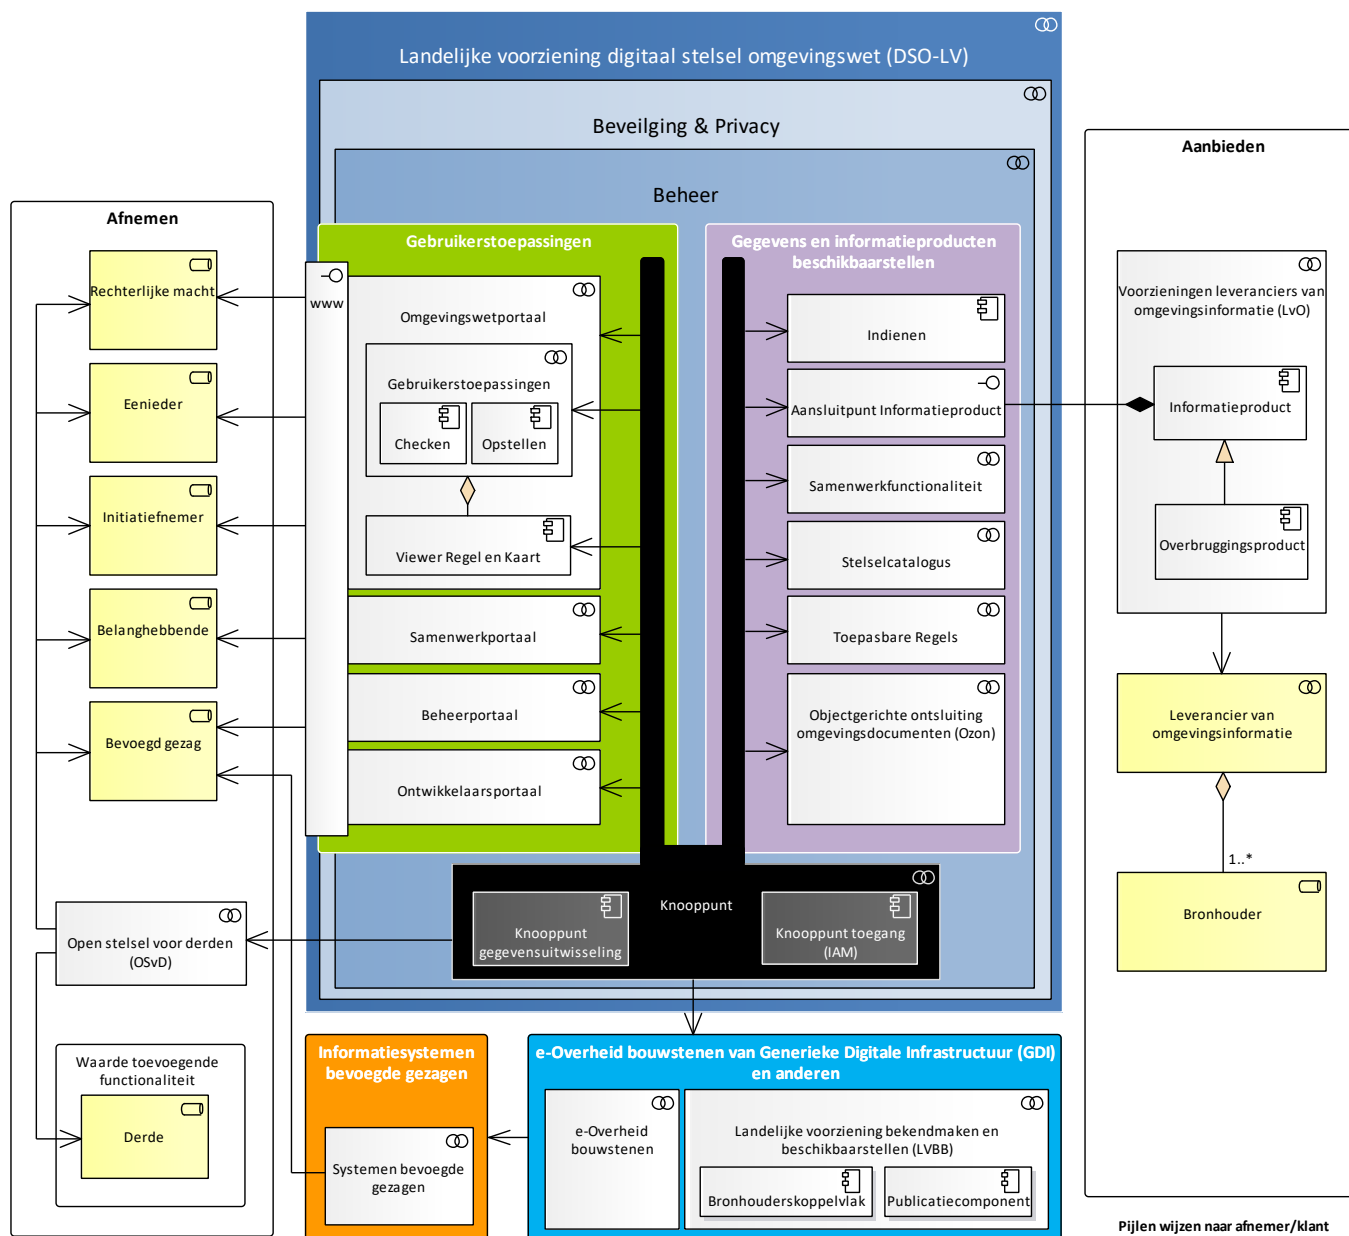 Landelijke voorziening digitaal stelsel omgevingswet (DSO-LV)
Beveilging & Privacy
Beheer
Afnemen
Rechterlijke macht
Eenieder
Initiatiefnemer
Belanghebbende
Bevoegd gezag
Open stelsel voor derden
(OSvD)
Waarde toevoegende
functionaliteit
Derde
Gebruikerstoepassingen
www
Omgevingswetportaal
Gebruikerstoepassingen
Checken
Opstellen
Viewer Regel en Kaart
Samenwerkportaal
Beheerportaal
Ontwikkelaarsportaal
Gegevens en informatieproducten
beschikbaarstellen
Indienen
Aansluitpunt Informatieproduct
Samenwerkfunctionaliteit
Stelselcatalogus
Toepasbare Regels
Objectgerichte ontsluiting
omgevingsdocumenten (Ozon)
Knooppunt
Knooppunt
gegevensuitwisseling
Knooppunt toegang
(IAM)
Informatiesystemen
bevoegde gezagen
Systemen bevoegde
gezagen
e-Overheid bouwstenen van Generieke Digitale Infrastructuur (GDI)
en anderen
e-Overheid
bouwstenen
Landelijke voorziening bekendmaken en
beschikbaarstellen (LVBB)
Bronhouderskoppelvlak
Publicatiecomponent
Aanbieden
Voorzieningen leveranciers van
omgevingsinformatie (LvO)
Informatieproduct
Overbruggingsproduct
Leverancier van
omgevingsinformatie
1..*
Bronhouder
Pijlen wijzen naar afnemer/klant